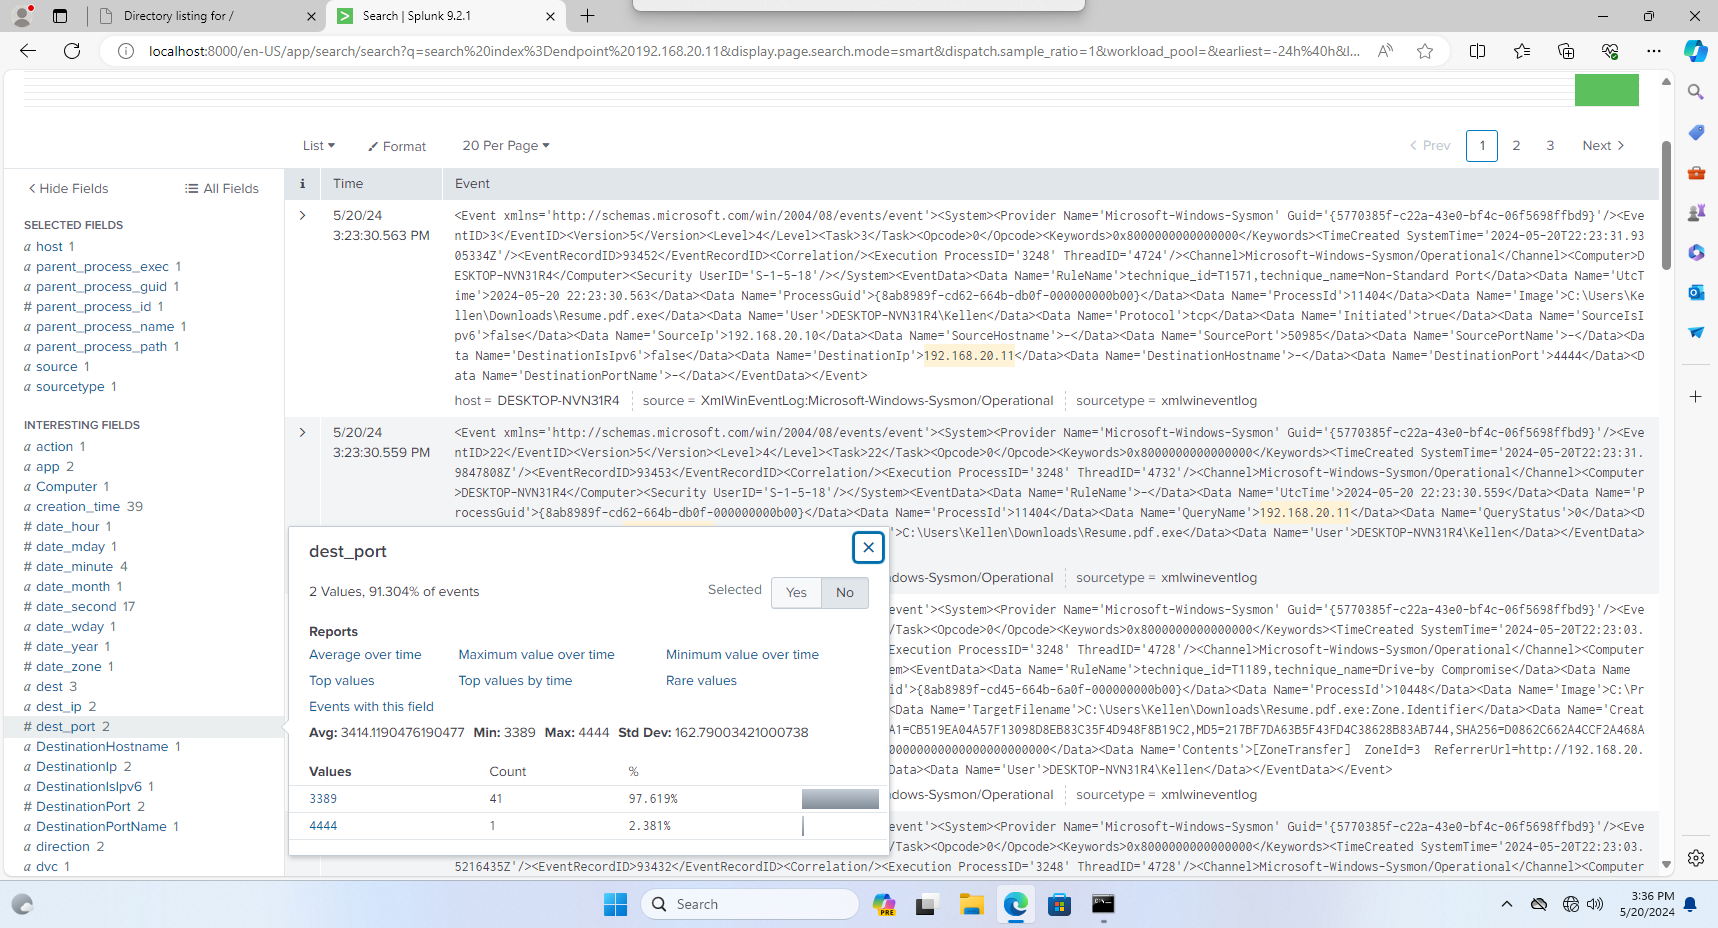 Directory listing for /
Search | Splunk 9.2.1
localhost:8000/en-US/app/search/search?q=search%20index%3Dendpoint%20192.168.20.11&display.page.search.mode=smart&dispatch.sample_ratio=1&workload_pool=&earliest=-24h%40h&l...
List
Format
20 Per Page
Prev
1
2
3
Next
Hide Fields
All Fields
i
Time
Event
SELECTED FIELDS
a host 1
a parent_process_exec 1
a parent_process_guid 1
# parent_process_id 1
a parent_process_name 1
a parent_process_path 1
a source 1
a sourcetype 1
INTERESTING FIELDS
a action 1
a app 2
a Computer 1
a creation_time 39
# date_hour 1
# date_mday 1
# date_minute 4
a date_month 1
# date_second 17
a date_wday 1
# date_year 1
# date_zone 1
a dest 3
a dest_ip 2
# dest_port 2
a DestinationHostname 1
a DestinationIp 2
a DestinationIsIpv6 1
# DestinationPort 2
a DestinationPortName 1
a direction 2
a dvc 1
5/20/24
3:23:30.563 PM
<Event xmlns='http://schemas.microsoft.com/win/2004/08/events/event'><System><Provider Name='Microsoft-Windows-Sysmon' Guid='{5770385f-c22a-43e0-bf4c-06f5698ffbd9}'/><Eve
ntID>3</EventID><Version>5</Version><Level>4</Level><Task>3</Task><Opcode>0</Opcode><Keywords>0x8000000000000000</Keywords><TimeCreated SystemTime='2024-05-20T22:23:31.93
05334Z'/><EventRecordID>93452</EventRecordID><Correlation/><Execution ProcessID='3248' ThreadID='4724'/><Channel>Microsoft-Windows-Sysmon/Operational</Channel><Computer>D
ESKTOP-NVN31R4</Computer><Security UserID='S-1-5-18'/></System><EventData><Data Name='RuleName'>technique_id=T1571,technique_name=Non-Standard Port</Data><Data Name='UtcT
ime'>2024-05-20 22:23:30.563</Data><Data Name='ProcessGuid'>{8ab8989f-cd62-664b-db0f-000000000b00}</Data><Data Name='ProcessId'>11404</Data><Data Name='Image'>C:\Users\Ke
llen\Downloads\Resume.pdf.exe</Data><Data Name='User'>DESKTOP-NVN31R4\Kellen</Data><Data Name='Protocol'>tcp</Data><Data Name='Initiated'>true</Data><Data Name='SourceIsI
pv6'>false</Data><Data Name='SourceIp'>192.168.20.10</Data><Data Name='SourceHostname'>-</Data><Data Name='SourcePort'>50985</Data><Data Name='SourcePortName'>-</Data><Da
ta Name='DestinationIsIpv6'>false</Data><Data Name='DestinationIp'>192.168.20.11</Data><Data Name='DestinationHostname'>-</Data><Data Name='DestinationPort'>4444</Data><D
ata Name='DestinationPortName'>-</Data></EventData></Event>
host = DESKTOP-NVN31R4 source = XmlWinEventLog:Microsoft-Windows-Sysmon/Operational sourcetype = xmlwineventlog
5/20/24
3:23:30.559 PM
<Event xmlns='http://schemas.microsoft.com/win/2004/08/events/event'><System><Provider Name='Microsoft-Windows-Sysmon' Guid='{5770385f-c22a-43e0-bf4c-06f5698ffbd9}'/><Eve
ntID>22</EventID><Version>5</Version><Level>4</Level><Task>22</Task><Opcode>0</Opcode><Keywords>0x8000000000000000</Keywords><TimeCreated SystemTime='2024-05-20T22:23:31.
9847808Z'/><EventRecordID>93453</EventRecordID><Correlation/><Execution ProcessID='3248' ThreadID='4732'/><Channel>Microsoft-Windows-Sysmon/Operational</Channel><Computer
>DESKTOP-NVN31R4</Computer><Security UserID='S-1-5-18'/></System><EventData><Data Name='RuleName'>-</Data><Data Name='UtcTime'>2024-05-20 22:23:30.559</Data><Data Name='P
rocessGuid'>{8ab8989f-cd62-664b-db0f-000000000b00}</Data><Data Name='ProcessId'>11404</Data><Data Name='QueryName'>192.168.20.11</Data><Data Name='QueryStatus'>0</Data><D
'>C:\Users\Kellen\Downloads\Resume.pdf.exe</Data><Data Name='User'>DESKTOP-NVN31R4\Kellen</Data></EventData>
dows-Sysmon/Operational sourcetype = xmlwineventlog
event'><System><Provider Name='Microsoft-Windows-Sysmon' Guid='{5770385f-c22a-43e0-bf4c-06f5698ffbd9}'/><Eve
/Task><Opcode>0</Opcode><Keywords>0x8000000000000000</Keywords><TimeCreated SystemTime='2024-05-20T22:23:03.
Execution ProcessID='3248' ThreadID='4728'/><Channel>Microsoft-Windows-Sysmon/Operational</Channel><Computer
em><EventData><Data Name='RuleName'>technique_id=T1189,technique_name=Drive-by Compromise</Data><Data Name
id'>{8ab8989f-cd45-664b-6a0f-000000000b00}</Data><Data Name='ProcessId'>10448</Data><Data Name='Image'>C:\Pr
<Data Name='TargetFilename'>C:\Users\Kellen\Downloads\Resume.pdf.exe:Zone.Identifier</Data><Data Name='Creat
A1=CB519EA04A57F13098D8EB83C35F4D948F8B19C2,MD5=217BF7DA63B5F43FD4C38628B83AB744,SHA256=D0862C662A4CCF2A468A
00000000000000000000000000</Data><Data Name='Contents'>[ZoneTransfer] ZoneId=3 ReferrerUrl=http://192.168.20.
Data><Data Name='User'>DESKTOP-NVN31R4\Kellen</Data></EventData></Event>
dows-Sysmon/Operational sourcetype = xmlwineventlog
event'><System><Provider Name='Microsoft-Windows-Sysmon' Guid='{5770385f-c22a-43e0-bf4c-06f5698ffbd9}'/><Eve
/Task><Opcode>0</Opcode><Keywords>0x8000000000000000</Keywords><TimeCreated SystemTime='2024-05-20T22:23:03.
5216435Z'/><EventRecordID>93432</EventRecordID><Correlation/><Execution ProcessID='3248' ThreadID='4728'/><Channel>Microsoft-Windows-Sysmon/Operational</Channel><Computer
dest_port
2 Values, 91.304% of events
Selected
Yes
No
Reports
Average over time
Maximum value over time
Minimum value over time
Top values
Top values by time
Rare values
Events with this field
Avg: 3414.1190476190477 Min: 3389 Max: 4444 Std Dev: 162.79003421000738
Values Count %
3389 41 97.619%
4444 1 2.381%
Search
PRE
3:36 PM
5/20/2024